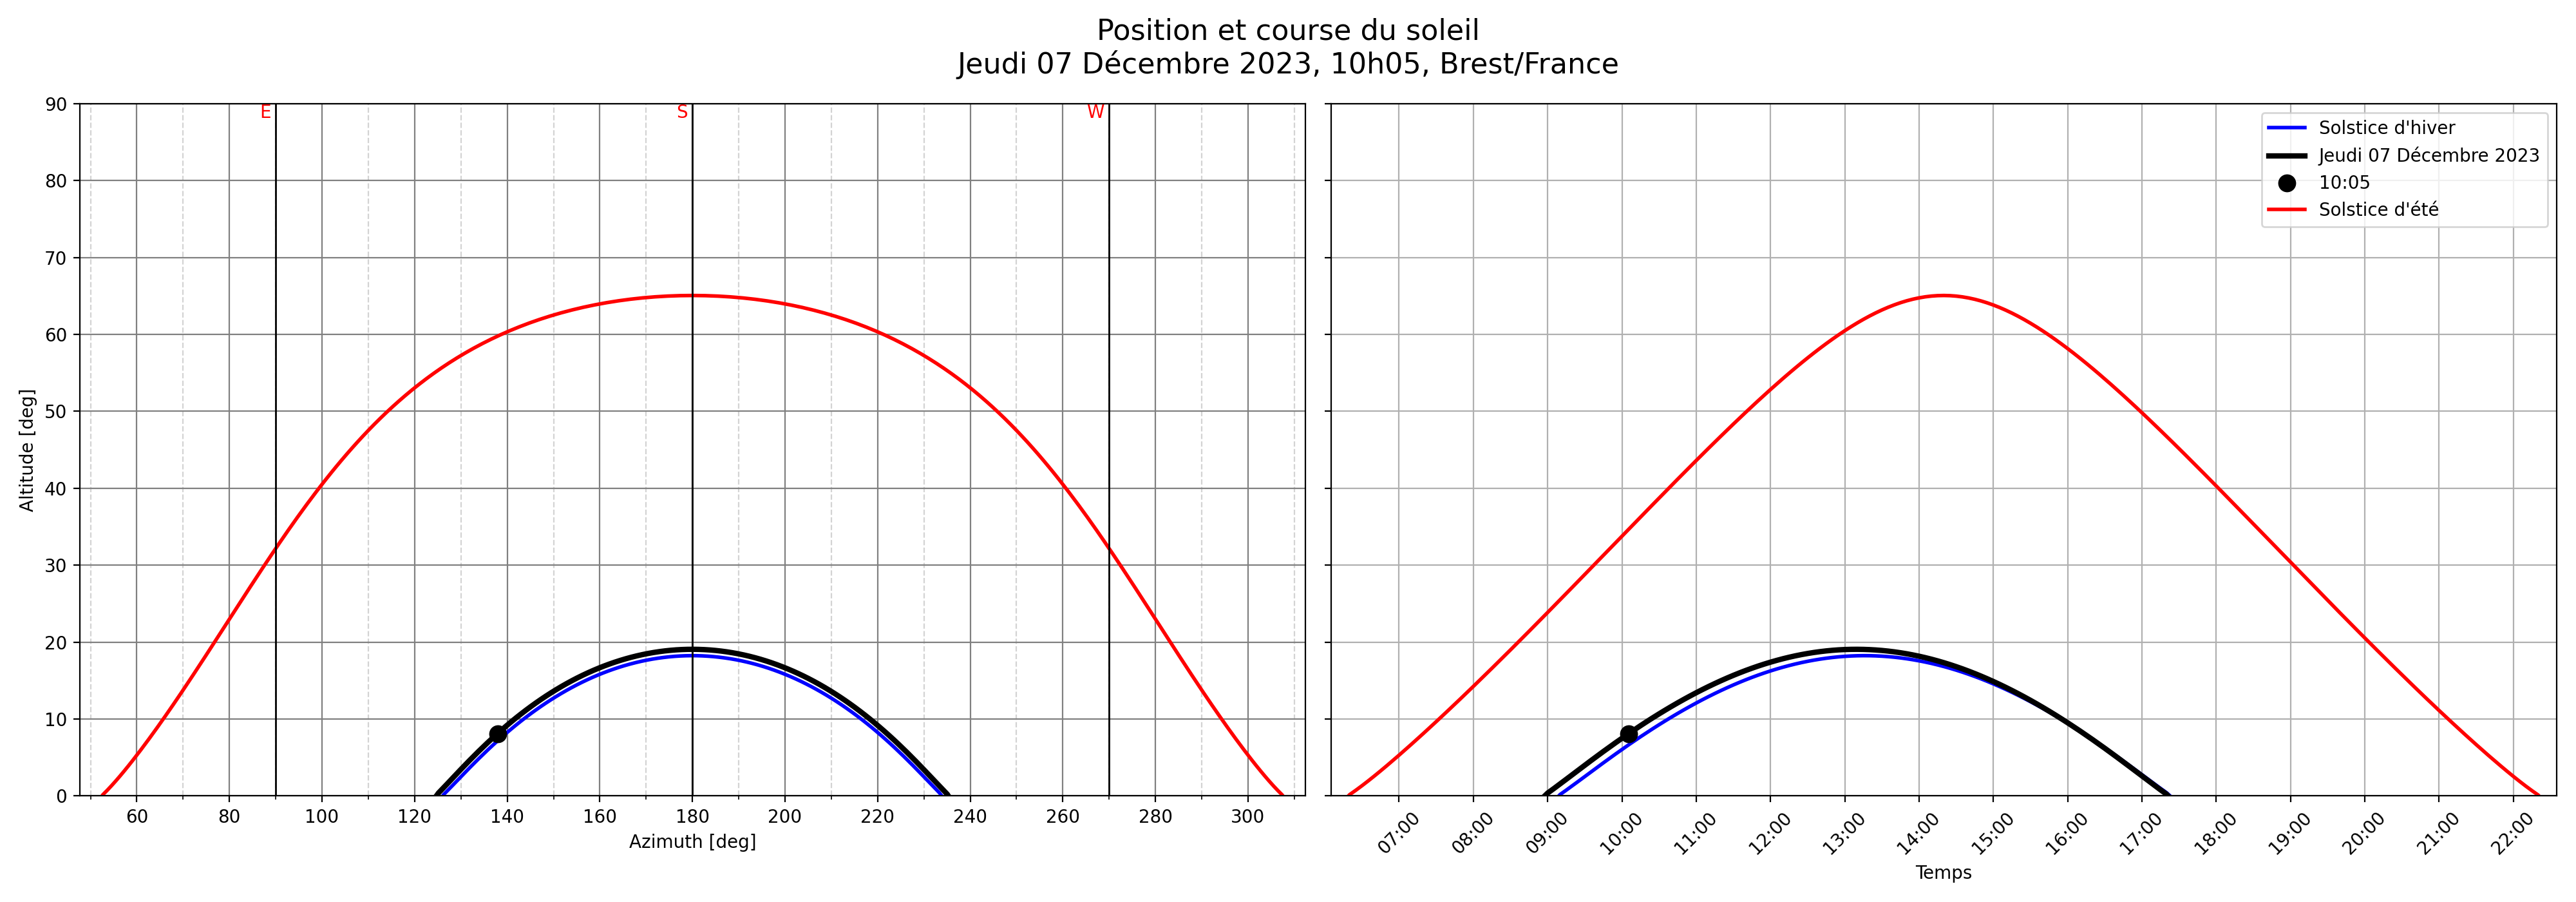 Position et course du soleil
Jeudi 07 Décembre 2023, 10h05, Brest/France
E
S
W
90
80
70
60
50
40
30
20
10
0
Altitude [deg]
60 80 100 120 140 160 180 200 220 240 260 280 300
Azimuth [deg]
Solstice d'hiver
Jeudi 07 Décembre 2023
10:05
Solstice d'été
07:00 08:00 09:00 10:00 11:00 12:00 13:00 14:00 15:00 16:00 17:00 18:00 19:00 20:00 21:00 22:00
Temps